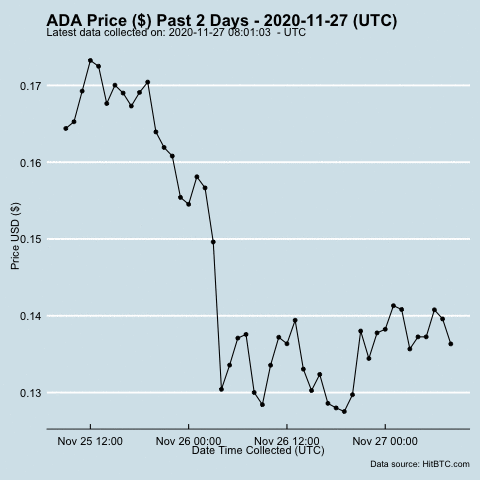 ADA Price ($) Past 2 Days - 2020-11-27 (UTC)
Latest data collected on: 2020-11-27 08:01:03 - UTC
0.17
0.16
0.15
0.14
0.13
Price USD ($)
Nov 25 12:00 Nov 26 00:00 Nov 26 12:00 Nov 27 00:00
Date Time Collected (UTC)
Data source: HitBTC.com